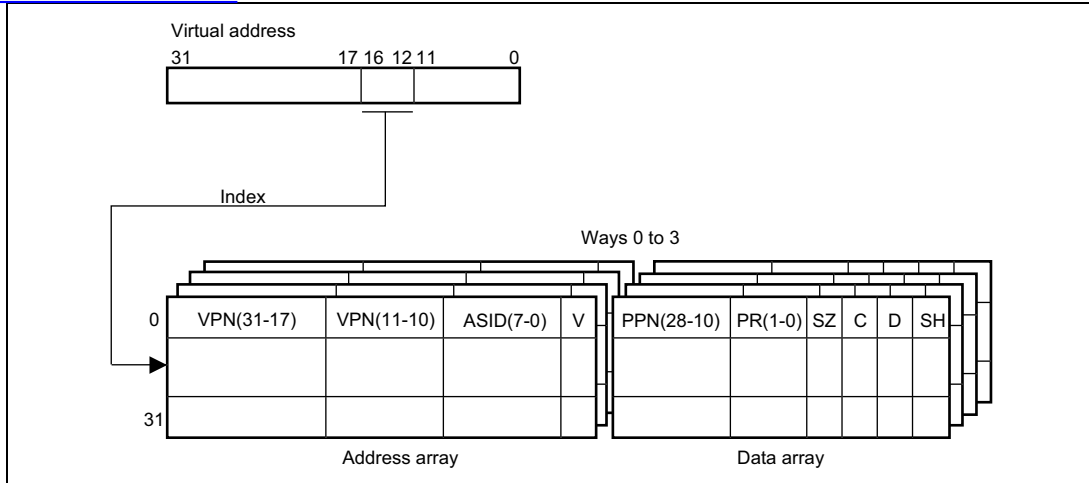 Virtual address
31 17 16 12 11 0
Index
Ways 0 to 3
0 VPN(31-17) VPN(11-10) ASID(7-0) V PPN(28-10) PR(1-0) SZ C D SH
31
Address array Data array